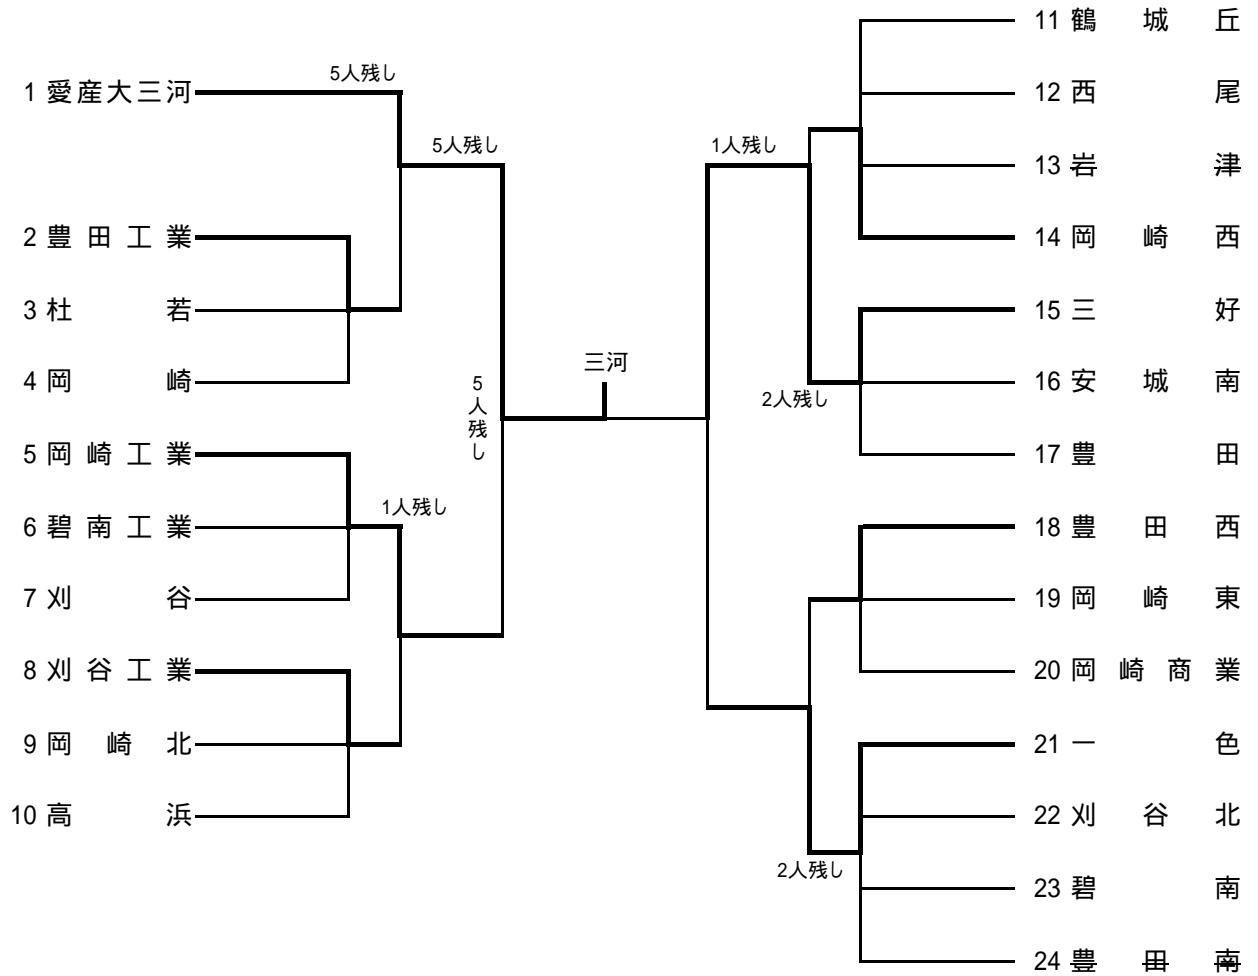 1 愛産大三河
2 豊田工業
3 杜若
4 岡崎
5 岡崎工業
6 碧南工業
7 刈谷
8 刈谷工業
9 岡崎北
10 高浜
5人残し
5人残し
5人残し
1人残し
三河
1人残し
2人残し
2人残し
11 鶴城丘
12 西尾
13 岩津
14 岡崎西
15 三好
16 安城南
17 豊田
18 豊田西
19 岡崎東
20 岡崎商業
21 一色
22 刈谷北
23 碧南
24 豊田南